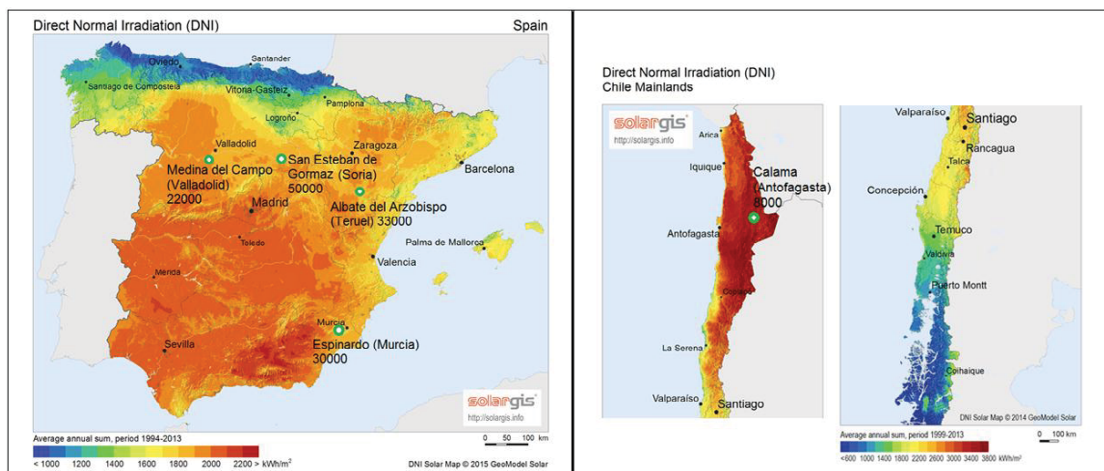 Direct Normal Irradiation (DNI)
Spain
Oviedo
Santander
Santiago de Compostela
Vitoria-Gasteiz
Pamplona
Logroño
Valladolid
Zaragoza
Barcelona
Medina del Campo
(Valladolid)
22000
San Esteban de
Gormaz (Soria)
50000
Albate del Arzobispo
(Teruel) 33000
Madrid
Toledo
Palma de Mallorca
Valencia
Mérida
Murcia
Espinardo (Murcia)
30000
Sevilla
solargis
http://solargis.info
Average annual sum, period 1994-2013
0 50 100 km
< 1000 1200 1400 1600 1800 2000 2200 > kWh/m²
DNI Solar Map © 2015 GeoModel Solar
Direct Normal Irradiation (DNI)
Chile Mainlands
solargis
http://solargis.info
Arica
Iquique
Calama
(Antofagasta)
8000
Antofagasta
Copiapo
La Serena
Valparaíso
Santiago
Valparaíso
Santiago
Rancagua
Talca
Concepción
Temuco
Valdivia
Puerto Montt
Coihaique
DNI Solar Map © 2014 GeoModel Solar
Average annual sum, period 1999-2013
0 100 km
<600 1000 1400 1800 2200 2600 3000 3400 3800 kWh/m²